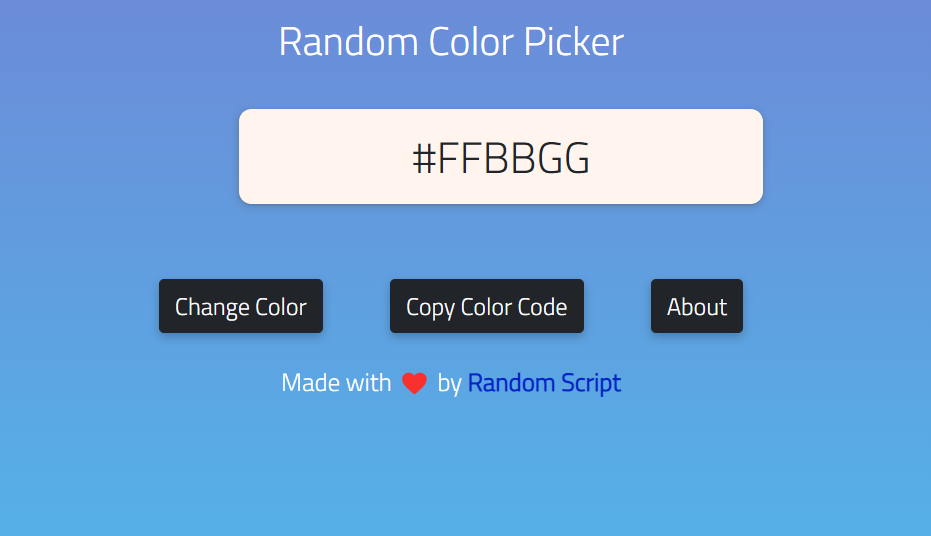 Random Color Picker
#FFBBGG
Change Color Copy Color Code About
Made with ❤ by Random Script